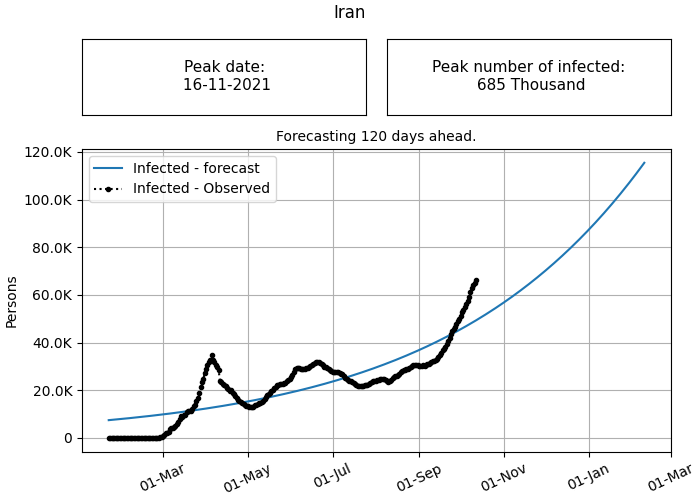 Iran
Peak date:
16-11-2021
Peak number of infected:
685 Thousand
Forecasting 120 days ahead.
Infected - forecast
Infected - Observed
Persons
120.0K
100.0K
80.0K
60.0K
40.0K
20.0K
0
01-Mar
01-May
01-Jul
01-Sep
01-Nov
01-Jan
01-Mar